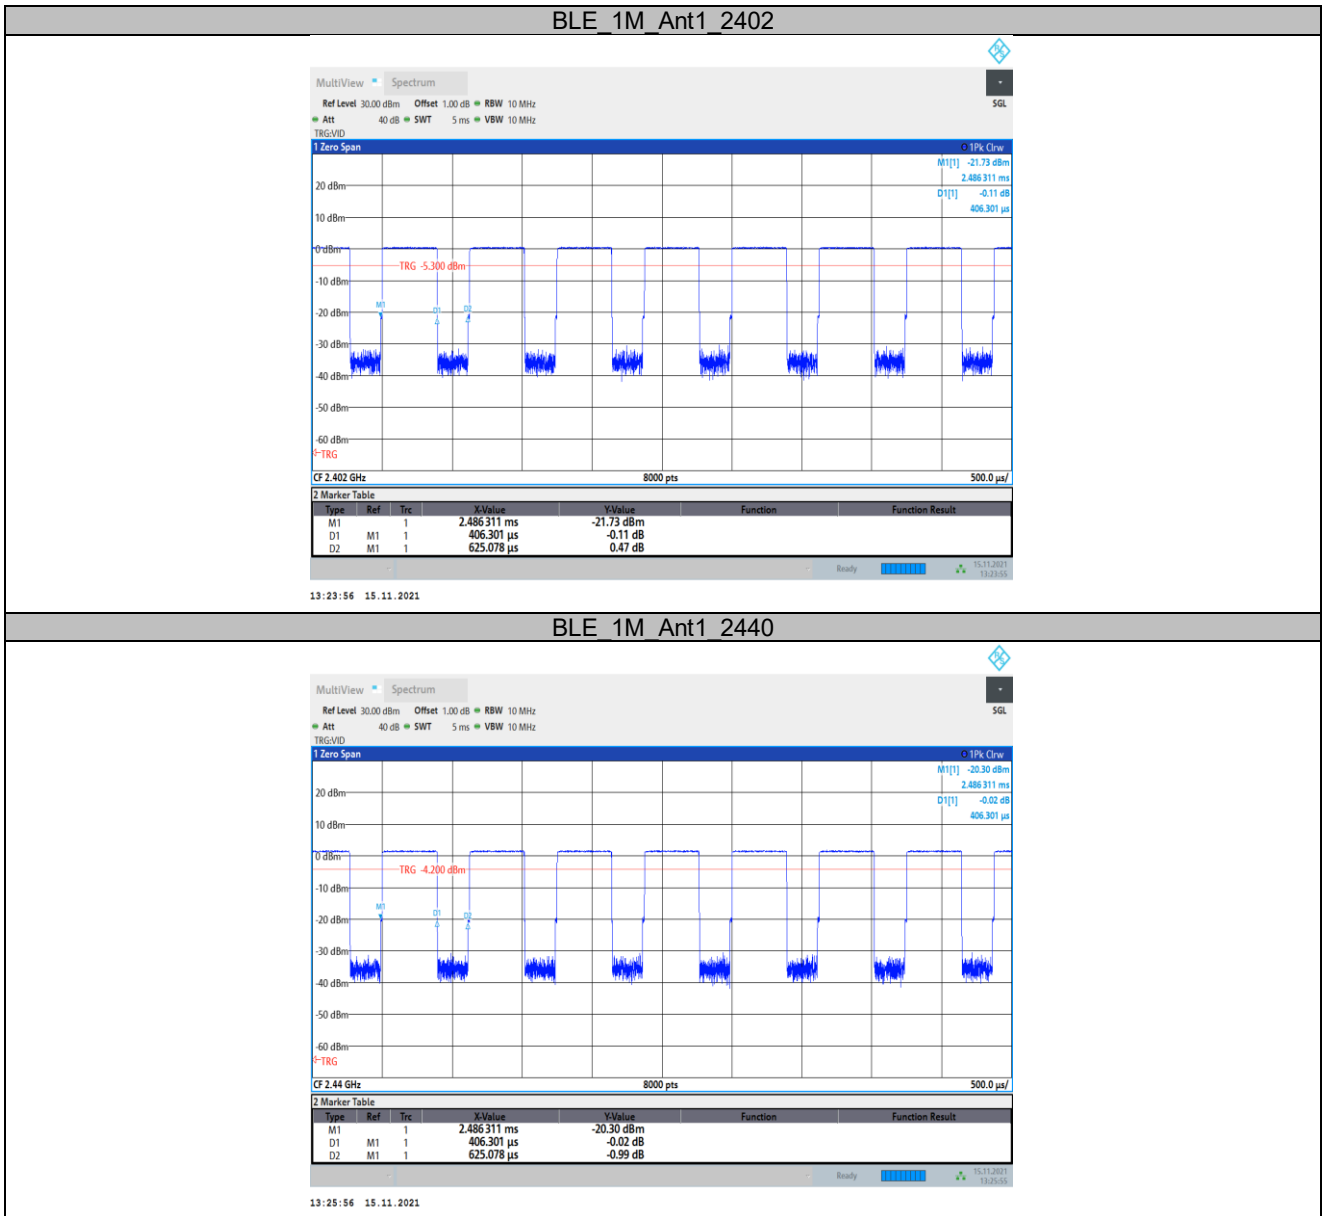 BLE_1M_Ant1_2402
MultiView Spectrum
Ref Level 30.00 dBm Offset 1.00 dB RBW 10 MHz SGL
Att 40 dB SWT 5 ms VBW 10 MHz
TRG:VID
1 Zero Span 1Pk Clrw
M1[1] -21.73 dBm
2.486 311 ms
20 dBm
D1[1] -0.11 dB
406.301 µs
10 dBm
0 dBm
TRG -5.300 dBm
-10 dBm
M1
D1 D2
-20 dBm
-30 dBm
-40 dBm
-50 dBm
-60 dBm
TRG
CF 2.402 GHz 8000 pts 500.0 µs/
2 Marker Table
Type Ref Trc X-Value Y-Value Function Function Result
M1 1 2.486 311 ms -21.73 dBm
D1 M1 1 406.301 µs -0.11 dB
D2 M1 1 625.078 µs 0.47 dB
Ready 15.11.2021
13:23:55
13:23:56 15.11.2021
BLE_1M_Ant1_2440
MultiView Spectrum
Ref Level 30.00 dBm Offset 1.00 dB RBW 10 MHz SGL
Att 40 dB SWT 5 ms VBW 10 MHz
TRG:VID
1 Zero Span 1Pk Clrw
M1[1] -20.30 dBm
2.486 311 ms
20 dBm
D1[1] -0.02 dB
406.301 µs
10 dBm
0 dBm
TRG -4.200 dBm
-10 dBm
M1
D1 D2
-20 dBm
-30 dBm
-40 dBm
-50 dBm
-60 dBm
TRG
CF 2.44 GHz 8000 pts 500.0 µs/
2 Marker Table
Type Ref Trc X-Value Y-Value Function Function Result
M1 1 2.486 311 ms -20.30 dBm
D1 M1 1 406.301 µs -0.02 dB
D2 M1 1 625.078 µs -0.99 dB
Ready 15.11.2021
13:25:55
13:25:56 15.11.2021